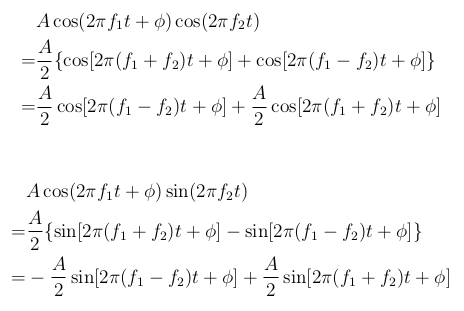 A cos(2πf₁t + ϕ) cos(2πf₂t)
=A/2{cos[2π(f₁ + f₂)t + ϕ] + cos[2π(f₁ − f₂)t + ϕ]}
=A/2 cos[2π(f₁ − f₂)t + ϕ] + A/2 cos[2π(f₁ + f₂)t + ϕ]
A cos(2πf₁t + ϕ) sin(2πf₂t)
=A/2{sin[2π(f₁ + f₂)t + ϕ] − sin[2π(f₁ − f₂)t + ϕ]}
=− A/2 sin[2π(f₁ − f₂)t + ϕ] + A/2 sin[2π(f₁ + f₂)t + ϕ]